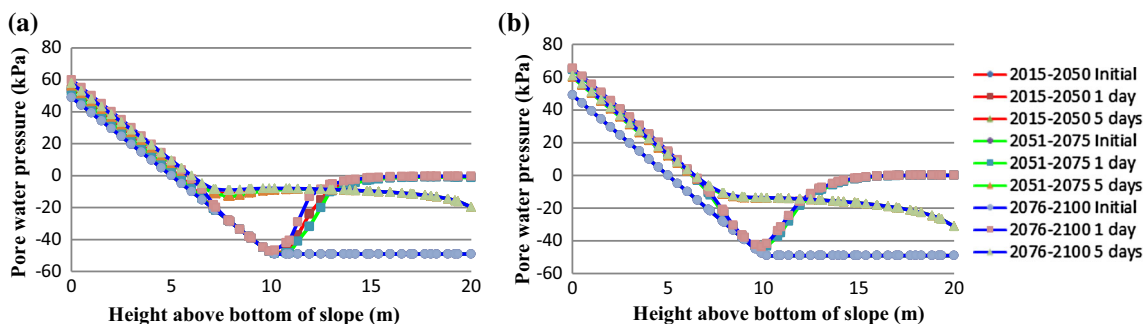 (a)
Pore water pressure (kPa)
80
60
40
20
0
-20
-40
-60
0
5
10
15
20
Height above bottom of slope (m)
(b)
Pore water pressure (kPa)
80
60
40
20
0
-20
-40
-60
0
5
10
15
20
Height above bottom of slope (m)
2015-2050 Initial
2015-2050 1 day
2015-2050 5 days
2051-2075 Initial
2051-2075 1 day
2051-2075 5 days
2076-2100 Initial
2076-2100 1 day
2076-2100 5 days